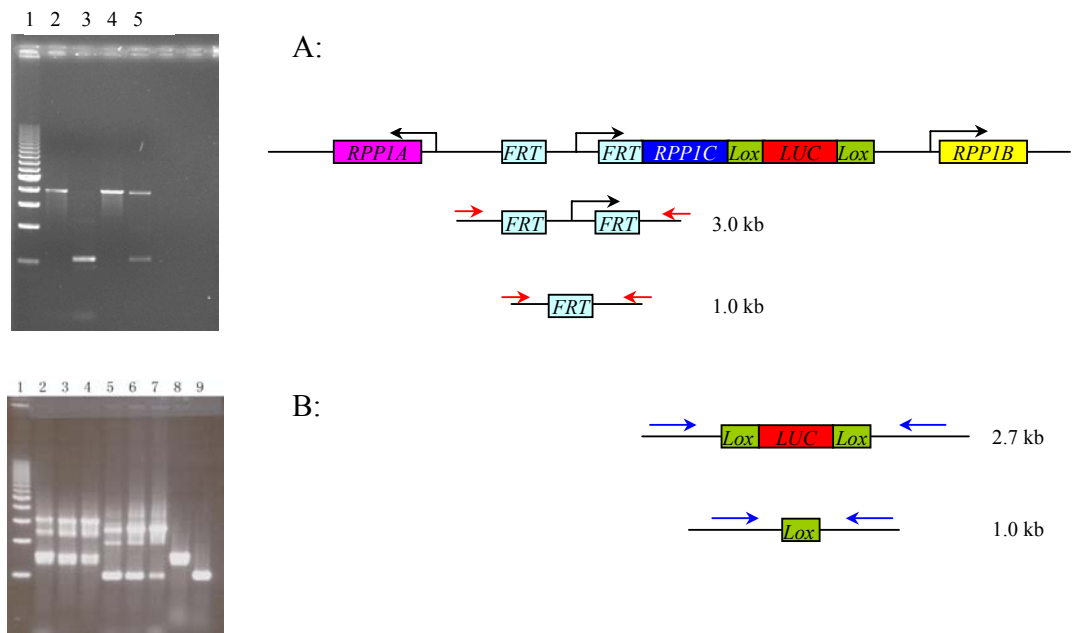 1 2 3 4 5
A:
RPP1A FRT FRT RPP1C Lox LUC Lox RPP1B
FRT FRT 3.0 kb
FRT 1.0 kb
1 2 3 4 5 6 7 8 9
B:
Lox LUC Lox 2.7 kb
Lox 1.0 kb